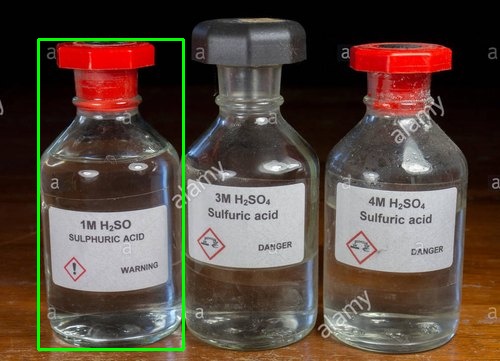 1M H₂SO
SULPHURIC ACID
WARNING
3M H₂SO₄
Sulfuric acid
DANGER
4M H₂SO₄
Sulfuric acid
DANGER
alamy
alamy
alamy
a
a
a
a
a
a
a
a
a
a
a
a